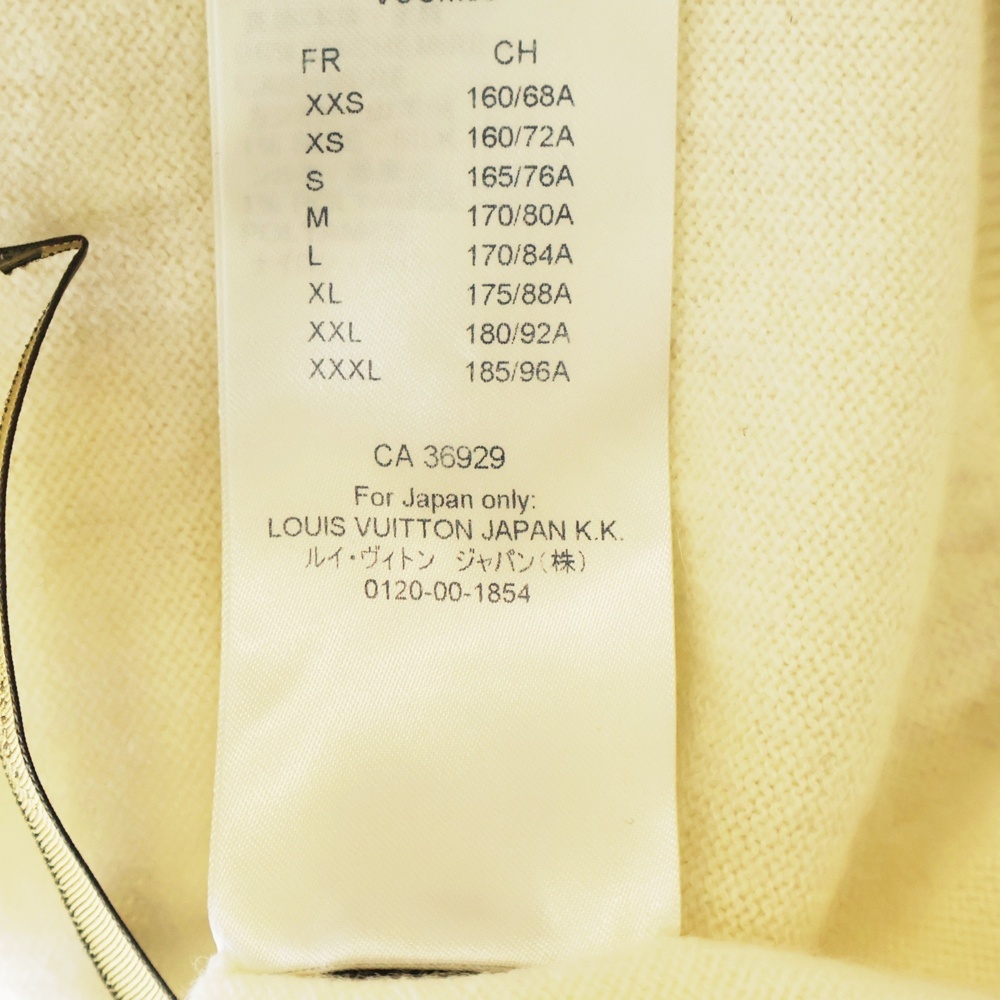 FR CH
XXS 160/68A
XS 160/72A
S 165/76A
M 170/80A
L 170/84A
XL 175/88A
XXL 180/92A
XXXL 185/96A
CA 36929
For Japan only:
LOUIS VUITTON JAPAN K.K.
ルイ・ヴィトン ジャパン(株)
0120-00-1854